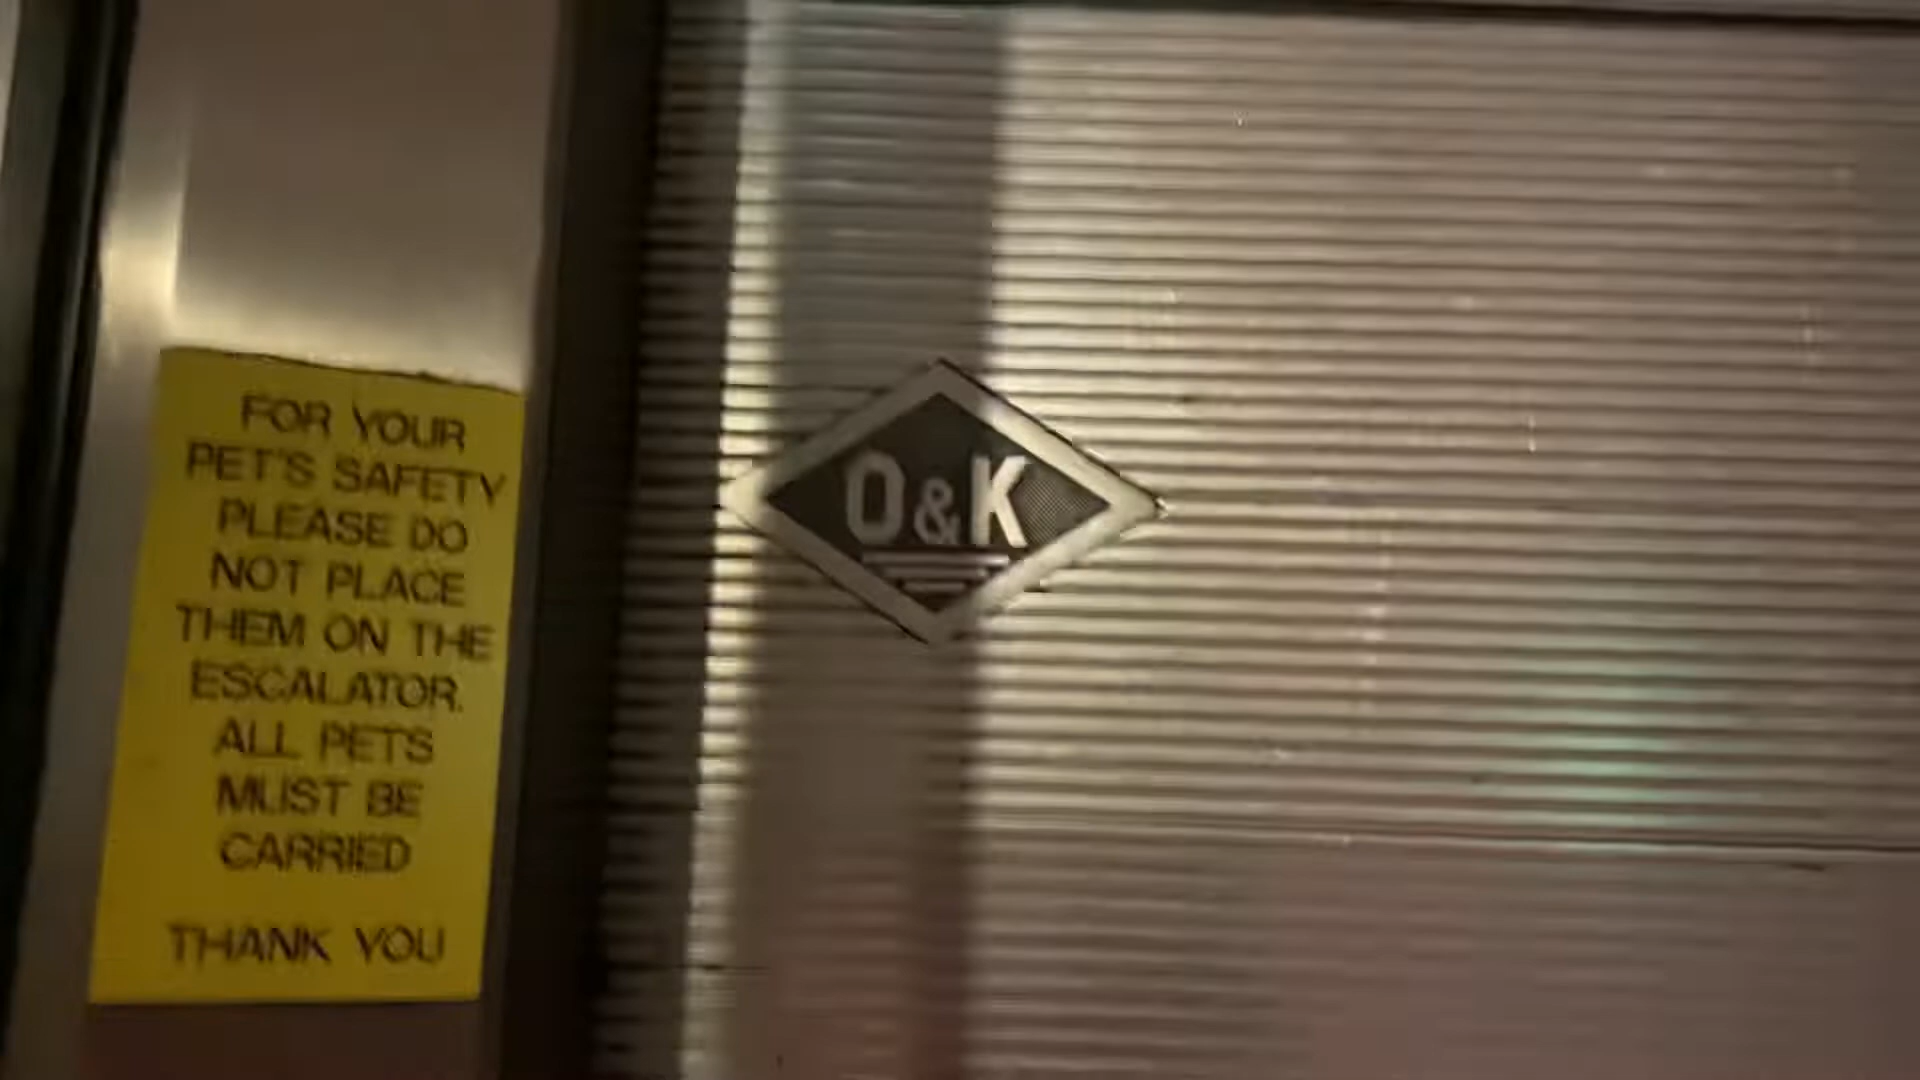 FOR YOUR
PET'S SAFETY
PLEASE DO
NOT PLACE
THEM ON THE
ESCALATOR.
ALL PETS
MUST BE
CARRIED
THANK YOU
O&K